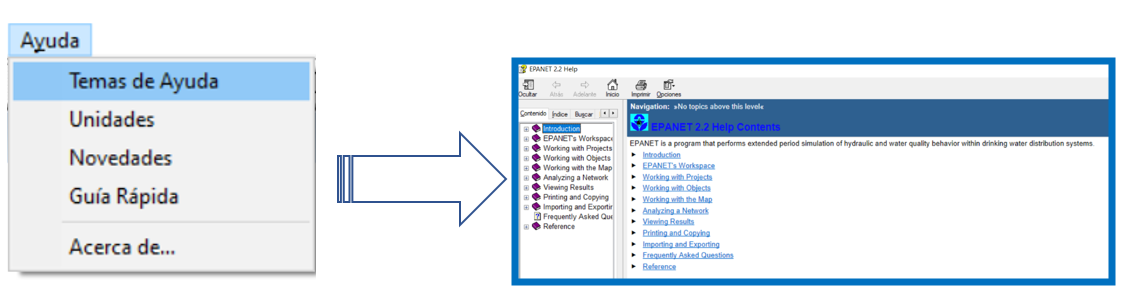 Ayuda
Temas de Ayuda
Unidades
Novedades
Guía Rápida
Acerca de...
EPANET 2.2 Help
Ocultar Atrás Adelante Inicio Imprimir Opciones
Contenido Índice Buscar
Introduction
EPANET's Workspace
Working with Projects
Working with Objects
Working with the Map
Analyzing a Network
Viewing Results
Printing and Copying
Importing and Exportir
Frequently Asked Que
Reference
Navigation: »No topics above this level«
EPANET 2.2 Help Contents
EPANET is a program that performs extended period simulation of hydraulic and water quality behavior within drinking water distribution systems.
Introduction
EPANET's Workspace
Working with Projects
Working with Objects
Working with the Map
Analyzing a Network
Viewing Results
Printing and Copying
Importing and Exporting
Frequently Asked Questions
Reference